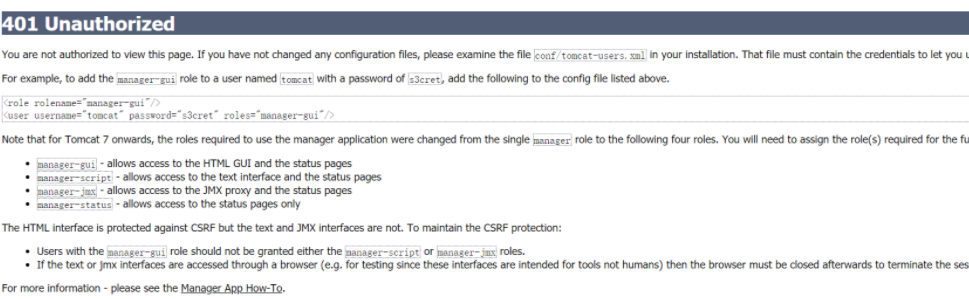 401 Unauthorized
You are not authorized to view this page. If you have not changed any configuration files, please examine the file conf/tomcat-users.xml in your installation. That file must contain the credentials to let you u
For example, to add the manager-gui role to a user named tomcat with a password of s3cret, add the following to the config file listed above.
<role rolename="manager-gui"/>
<user username="tomcat" password="s3cret" roles="manager-gui"/>
Note that for Tomcat 7 onwards, the roles required to use the manager application were changed from the single manager role to the following four roles. You will need to assign the role(s) required for the fu
• manager-gui - allows access to the HTML GUI and the status pages
• manager-script - allows access to the text interface and the status pages
• manager-jmx - allows access to the JMX proxy and the status pages
• manager-status - allows access to the status pages only
The HTML interface is protected against CSRF but the text and JMX interfaces are not. To maintain the CSRF protection:
• Users with the manager-gui role should not be granted either the manager-script or manager-jmx roles.
• If the text or jmx interfaces are accessed through a browser (e.g. for testing since these interfaces are intended for tools not humans) then the browser must be closed afterwards to terminate the ses
For more information - please see the Manager App How-To.